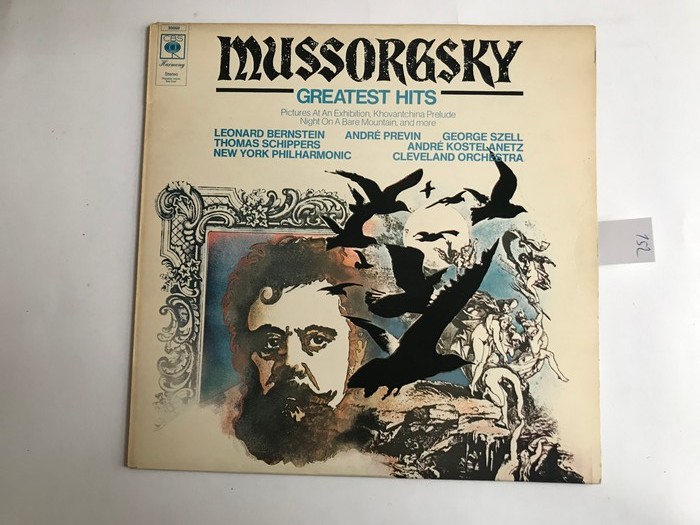 30089
CBS
Harmony
Stereo
MUSSORGSKY
GREATEST HITS
Pictures At An Exhibition, Khovantchina Prelude
Night On A Bare Mountain, and more
LEONARD BERNSTEIN ANDRÉ PREVIN GEORGE SZELL
THOMAS SCHIPPERS ANDRÉ KOSTELANETZ
NEW YORK PHILHARMONIC CLEVELAND ORCHESTRA
152